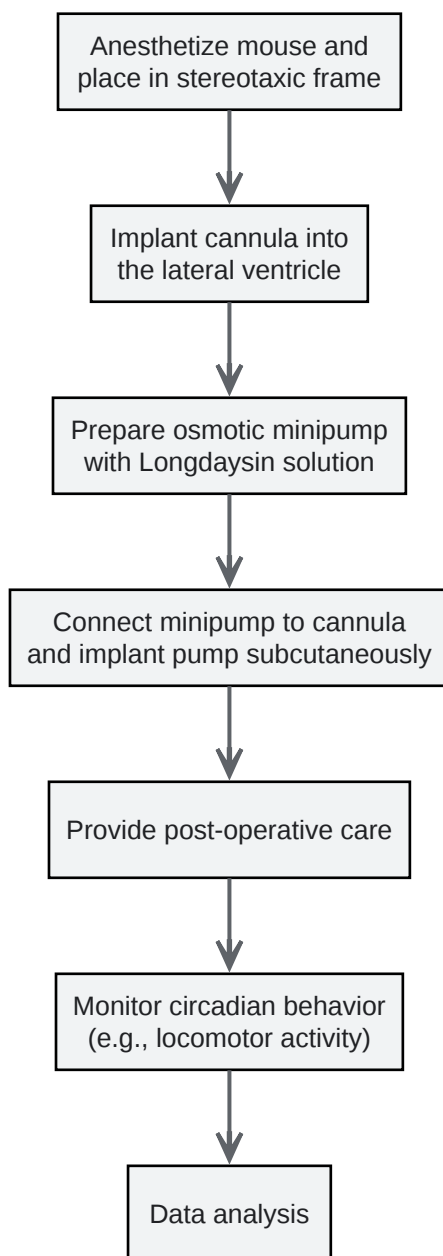 Anesthetize mouse and
place in stereotaxic frame
Implant cannula into
the lateral ventricle
Prepare osmotic minipump
with Longdaysin solution
Connect minipump to cannula
and implant pump subcutaneously
Provide post-operative care
Monitor circadian behavior
(e.g., locomotor activity)
Data analysis